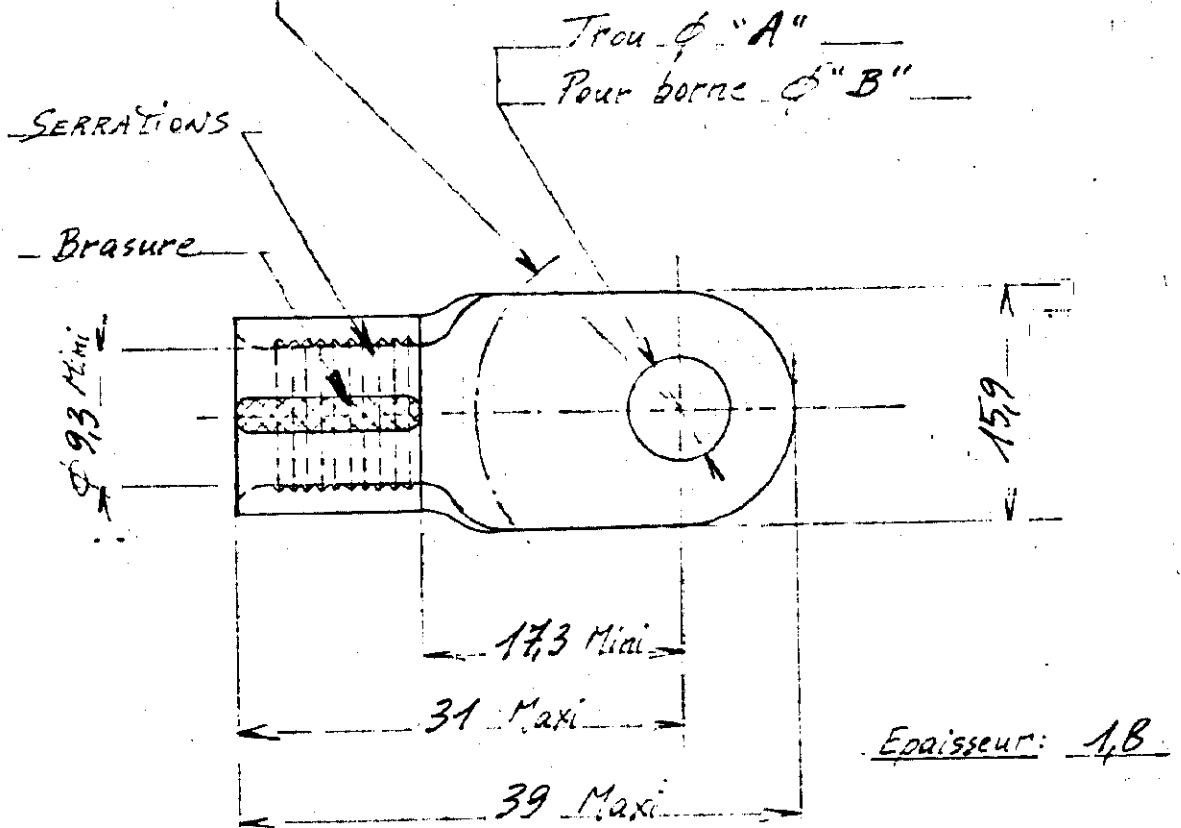 Trou ϕ "A"
Pour borne ϕ "B"
SERRATIONS
Brasure
ϕ 9,3 Mini
15,9
17,3 Mini
31 Maxi
Epaisseur: 1,8
39 Maxi